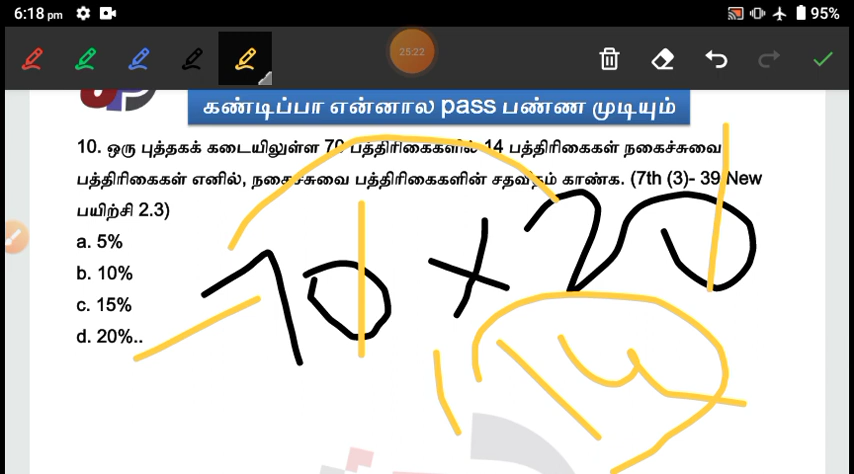 6:18 pm 95%
25:22
கண்டிப்பா என்னால pass பண்ண முடியும்
10. ஒரு புத்தகக் கடையிலுள்ள 70 பத்திரிகைகளில் 14 பத்திரிகைகள் நகைச்சுவை
பத்திரிகைகள் எனில், நகைச்சுவை பத்திரிகைகளின் சதவீதம் காண்க. (7th (3)- 39 New
பயிற்சி 2.3)
a. 5%
b. 10%
c. 15%
d. 20%..
70 x 20
14